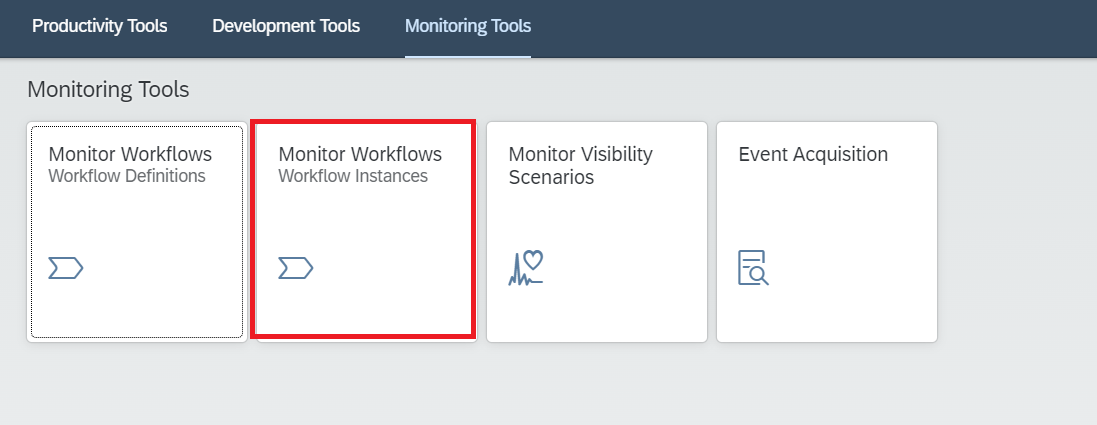 Productivity Tools
Development Tools
Monitoring Tools
Monitoring Tools
Monitor Workflows
Workflow Definitions
Monitor Workflows
Workflow Instances
Monitor Visibility
Scenarios
Event Acquisition